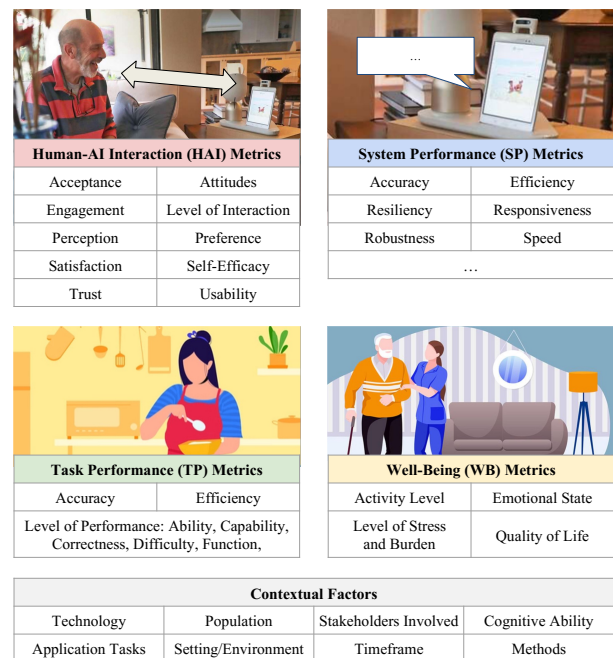 ...
Human-AI Interaction (HAI) Metrics
Acceptance Attitudes
Engagement Level of Interaction
Perception Preference
Satisfaction Self-Efficacy
Trust Usability
System Performance (SP) Metrics
Accuracy Efficiency
Resiliency Responsiveness
Robustness Speed
...
Task Performance (TP) Metrics
Accuracy Efficiency
Level of Performance: Ability, Capability,
Correctness, Difficulty, Function,
Well-Being (WB) Metrics
Activity Level Emotional State
Level of Stress
and Burden
Quality of Life
Contextual Factors
Technology Population Stakeholders Involved Cognitive Ability
Application Tasks Setting/Environment Timeframe Methods